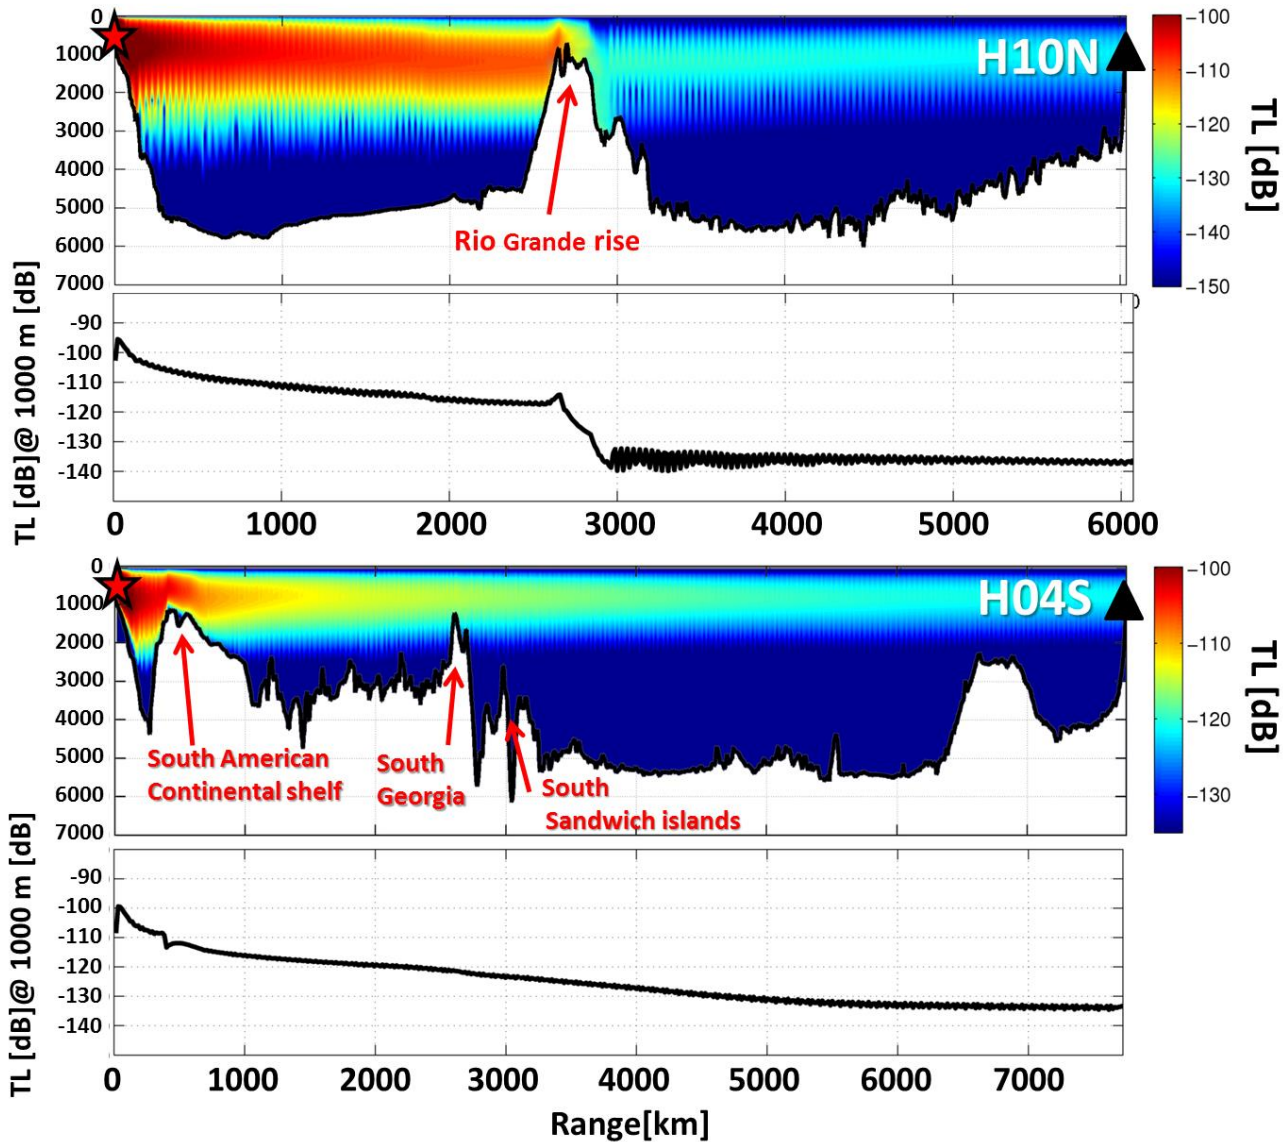 0
1000
2000
3000
4000
5000
6000
7000
H10N
Rio Grande rise
−100
−110
−120
−130
−140
−150
TL [dB]
TL [dB]@ 1000 m [dB]
-90
-100
-110
-120
-130
-140
0
0 1000 2000 3000 4000 5000 6000
0
1000
2000
3000
4000
5000
6000
7000
H04S
South American
Continental shelf
South
Georgia
South
Sandwich islands
−100
−110
−120
−130
TL [dB]
TL [dB]@ 1000 m [dB]
-90
-100
-110
-120
-130
-140
0 1000 2000 3000 4000 5000 6000 7000
Range[km]